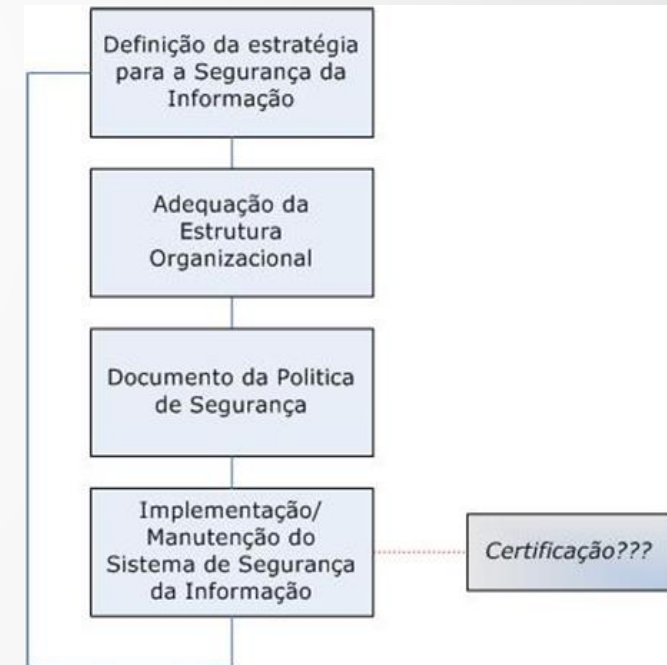 Definição da estratégia
para a Segurança da
Informação
Adequação da
Estrutura
Organizacional
Documento da Politica
de Segurança
Implementação/
Manutenção do
Sistema de Segurança
da Informação
Certificação???